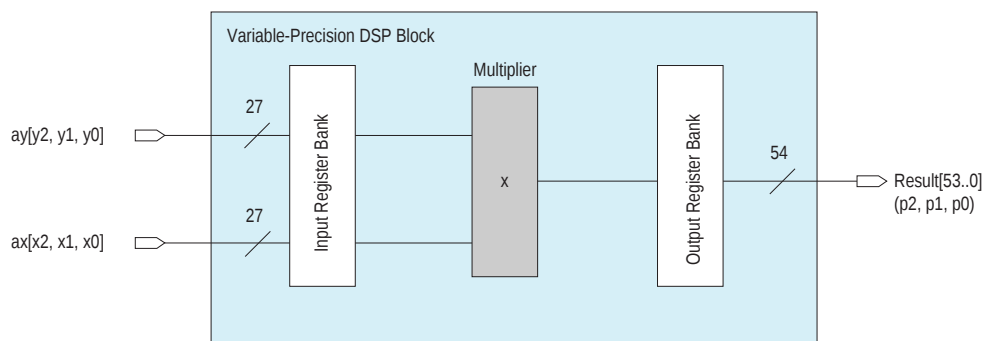 Variable-Precision DSP Block
Multiplier
27
ay[y2, y1, y0]
27
ax[x2, x1, x0]
Input Register Bank
x
Output Register Bank
54
Result[53..0]
(p2, p1, p0)